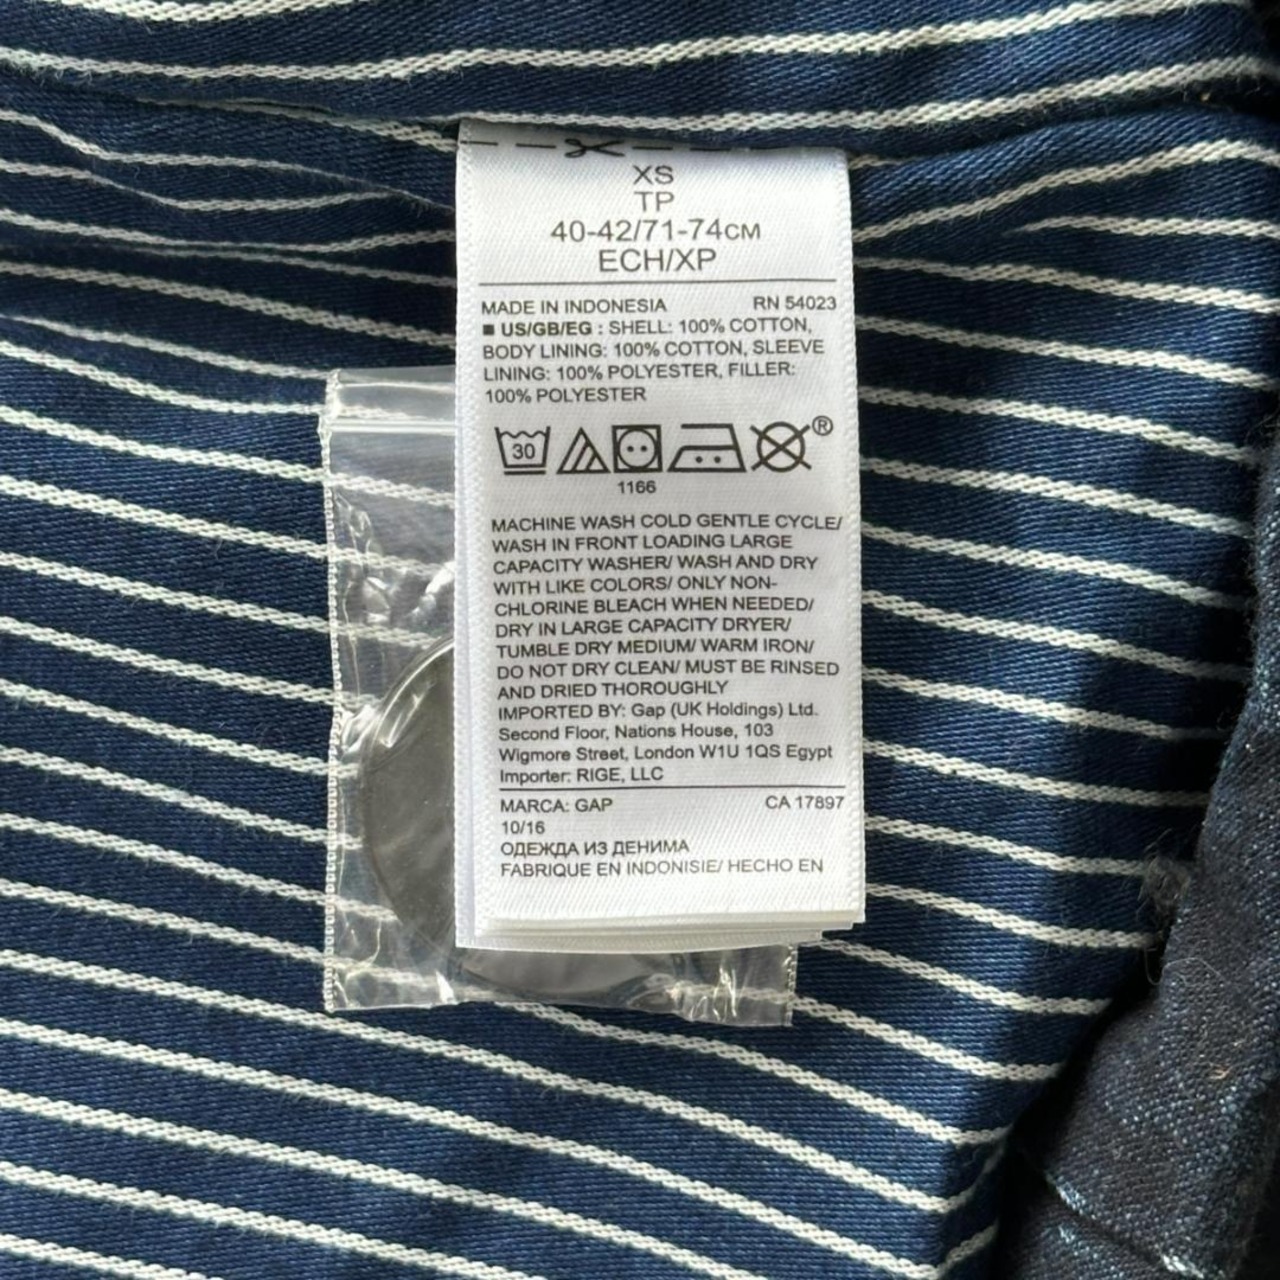 XS
TP
40-42/71-74CM
ECH/XP
MADE IN INDONESIA RN 54023
■ US/GB/EG : SHELL: 100% COTTON,
BODY LINING: 100% COTTON, SLEEVE
LINING: 100% POLYESTER, FILLER:
100% POLYESTER
30 ®
1166
MACHINE WASH COLD GENTLE CYCLE/
WASH IN FRONT LOADING LARGE
CAPACITY WASHER/ WASH AND DRY
WITH LIKE COLORS/ ONLY NON-
CHLORINE BLEACH WHEN NEEDED/
DRY IN LARGE CAPACITY DRYER/
TUMBLE DRY MEDIUM/ WARM IRON/
DO NOT DRY CLEAN/ MUST BE RINSED
AND DRIED THOROUGHLY
IMPORTED BY: Gap (UK Holdings) Ltd.
Second Floor, Nations House, 103
Wigmore Street, London W1U 1QS Egypt
Importer: RIGE, LLC
MARCA: GAP CA 17897
10/16
ОДЕЖДА ИЗ ДЕНИМА
FABRIQUE EN INDONISIE/ HECHO EN